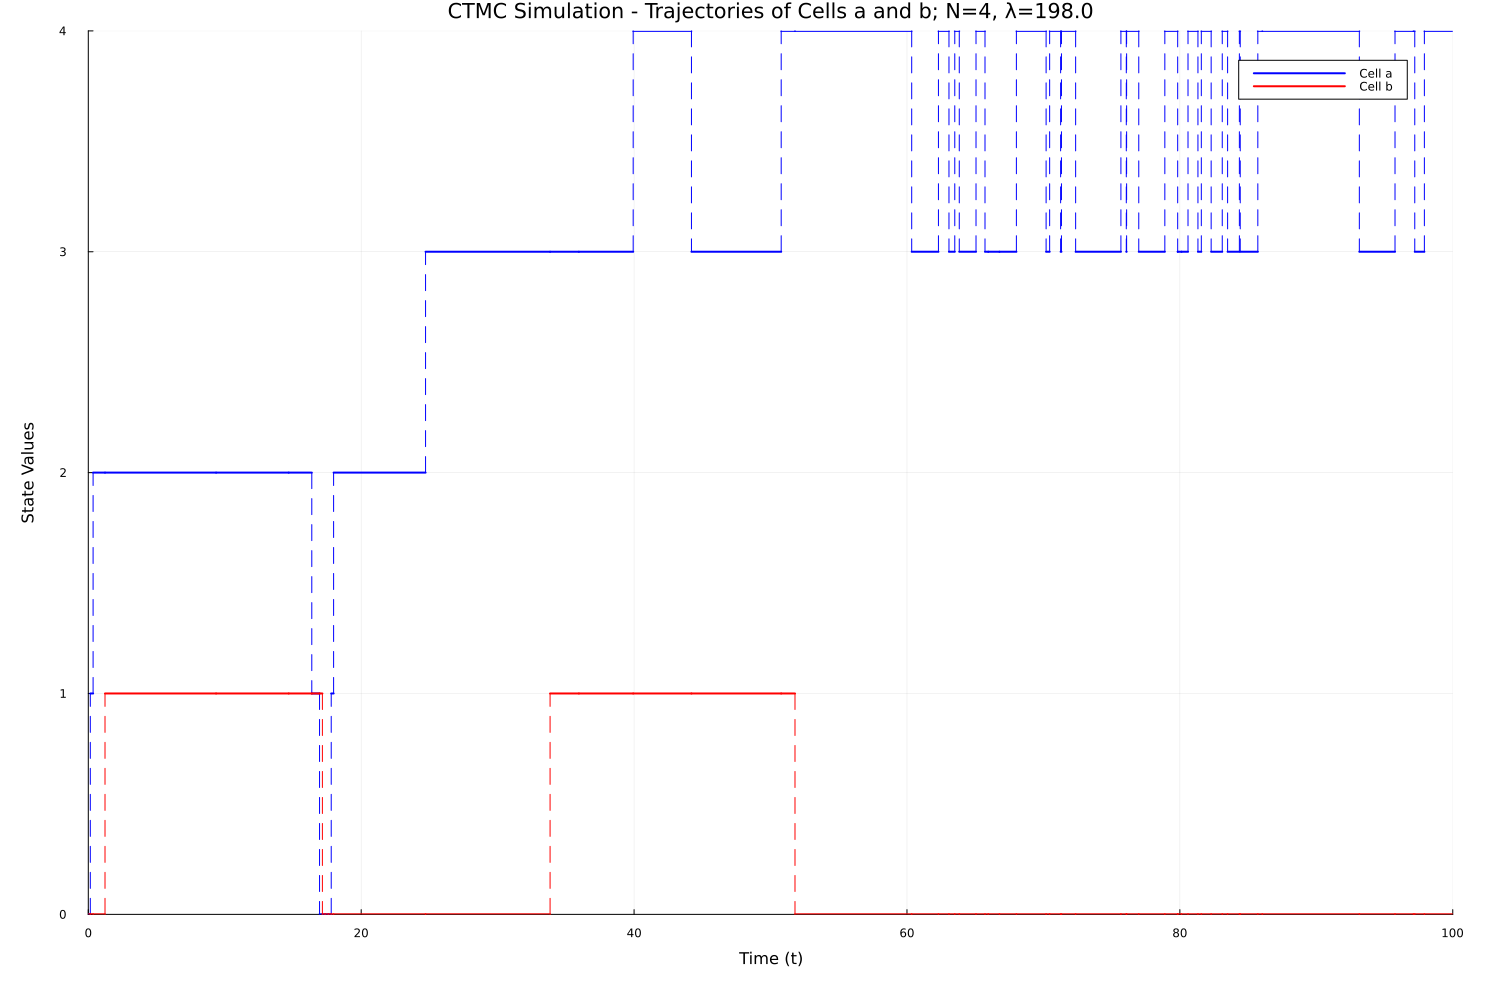 CTMC Simulation - Trajectories of Cells a and b; N=4, λ=198.0
4
Cell a
Cell b
3
State Values
2
1
0
0 20 40 60 80 100
Time (t)